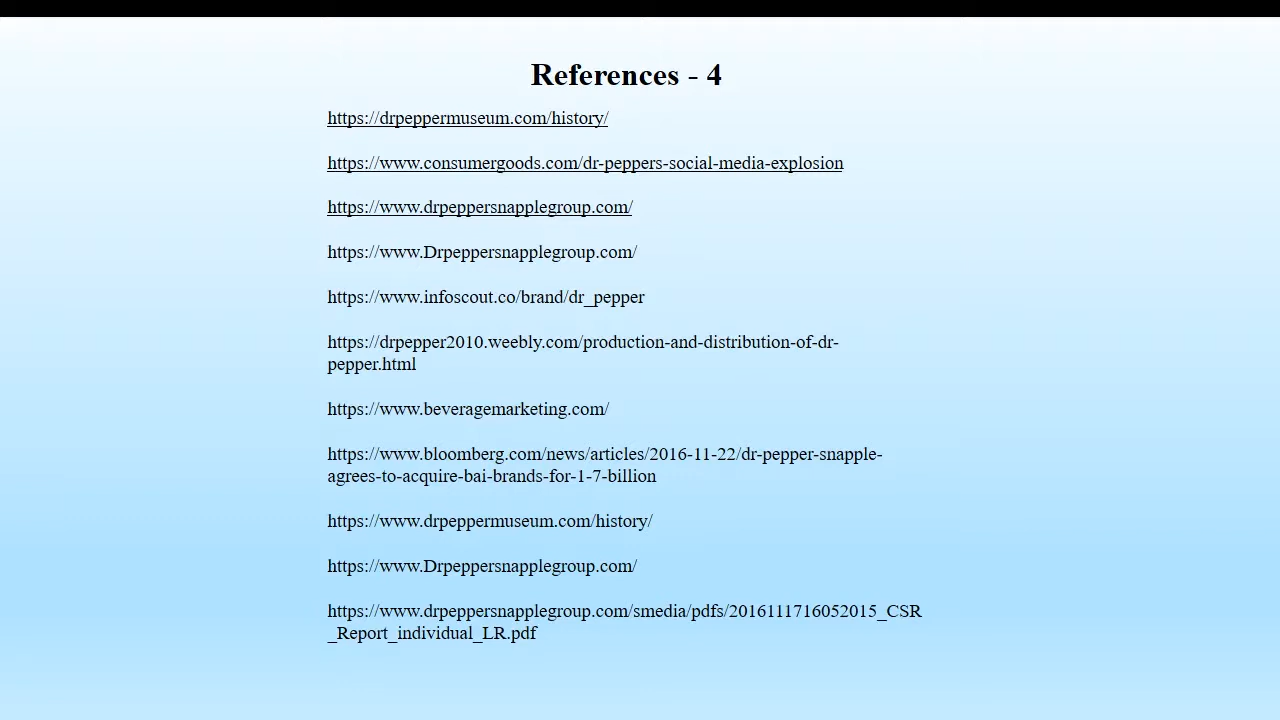 References - 4
https://drpeppermuseum.com/history/
https://www.consumergoods.com/dr-peppers-social-media-explosion
https://www.drpeppersnapplegroup.com/
https://www.Drpeppersnapplegroup.com/
https://www.infoscout.co/brand/dr_pepper
https://drpepper2010.weebly.com/production-and-distribution-of-dr-
pepper.html
https://www.beveragemarketing.com/
https://www.bloomberg.com/news/articles/2016-11-22/dr-pepper-snapple-
agrees-to-acquire-bai-brands-for-1-7-billion
https://www.drpeppermuseum.com/history/
https://www.Drpeppersnapplegroup.com/
https://www.drpeppersnapplegroup.com/smedia/pdfs/2016111716052015_CSR
_Report_individual_LR.pdf